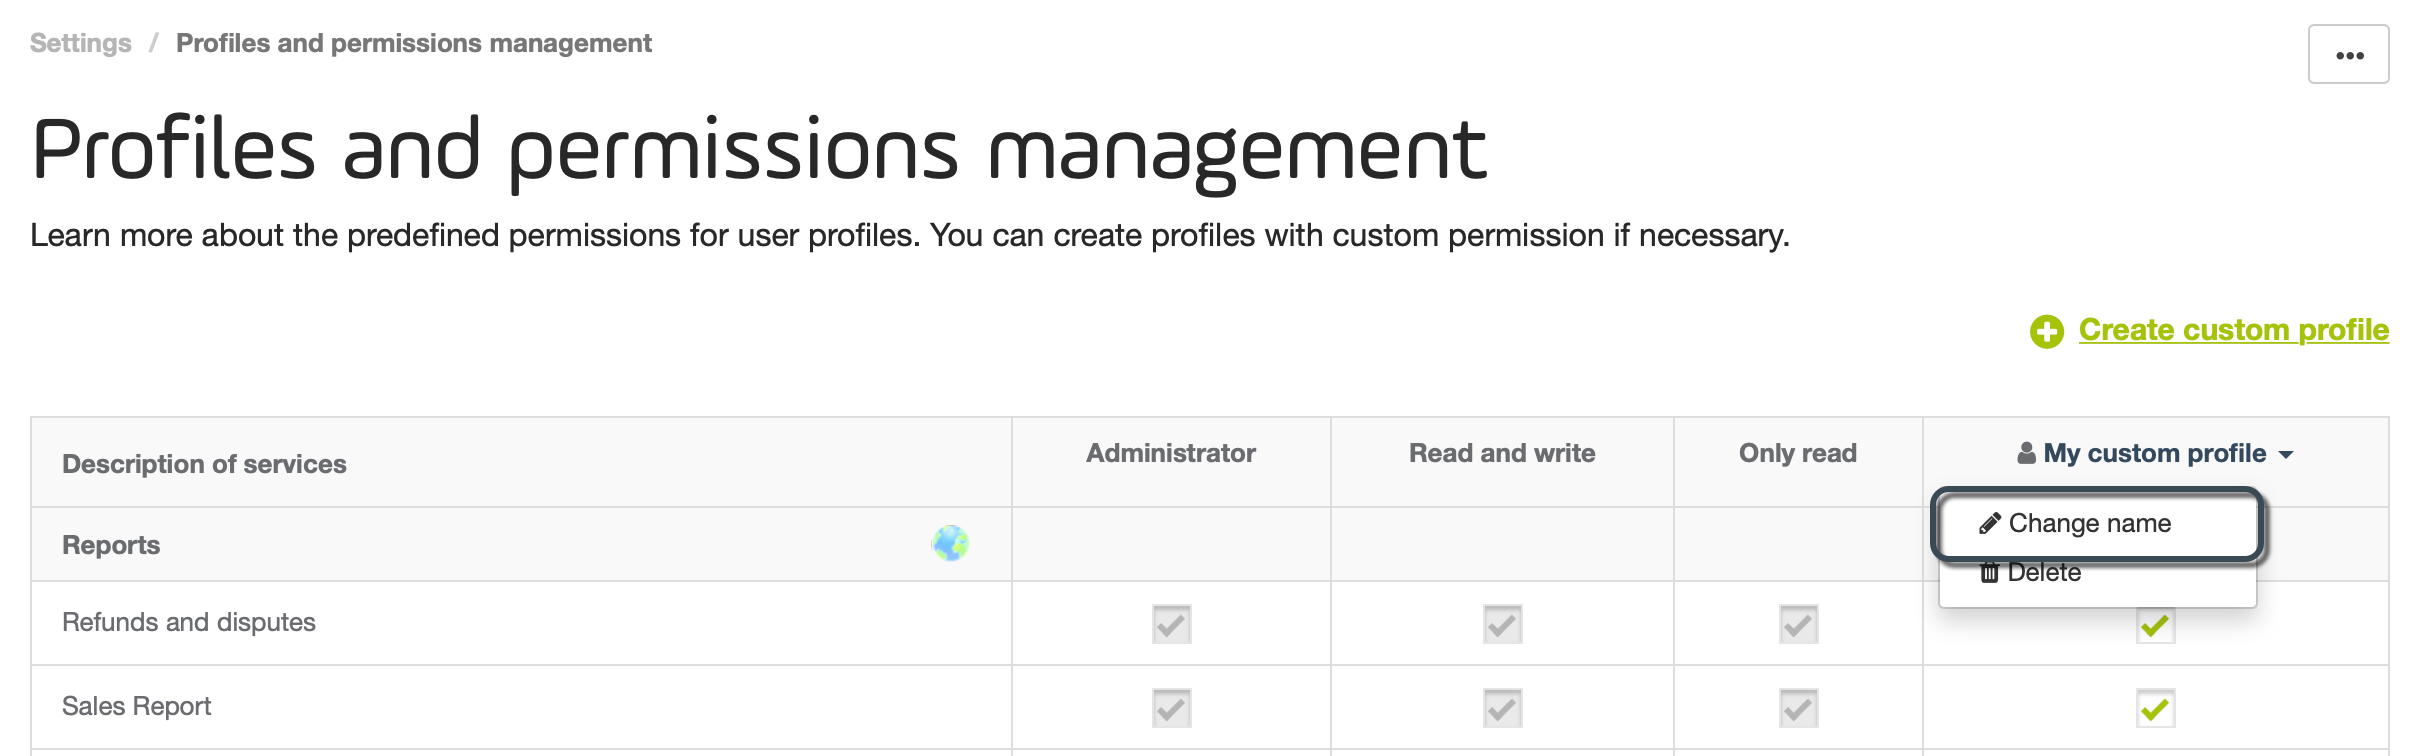 Settings / Profiles and permissions management
Profiles and permissions management
Learn more about the predefined permissions for user profiles. You can create profiles with custom permission if necessary.
Create custom profile
Description of services Administrator Read and write Only read My custom profile
Change name
Reports
Delete
Refunds and disputes
Sales Report